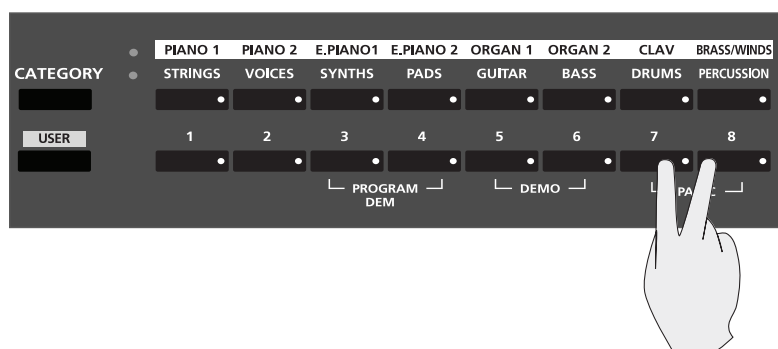 PIANO 1 PIANO 2 E.PIANO1 E.PIANO 2 ORGAN 1 ORGAN 2 CLAV BRASS/WINDS
CATEGORY STRINGS VOICES SYNTHS PADS GUITAR BASS DRUMS PERCUSSION
USER 1 2 3 4 5 6 7 8
PROGRAM DEMO
DEM